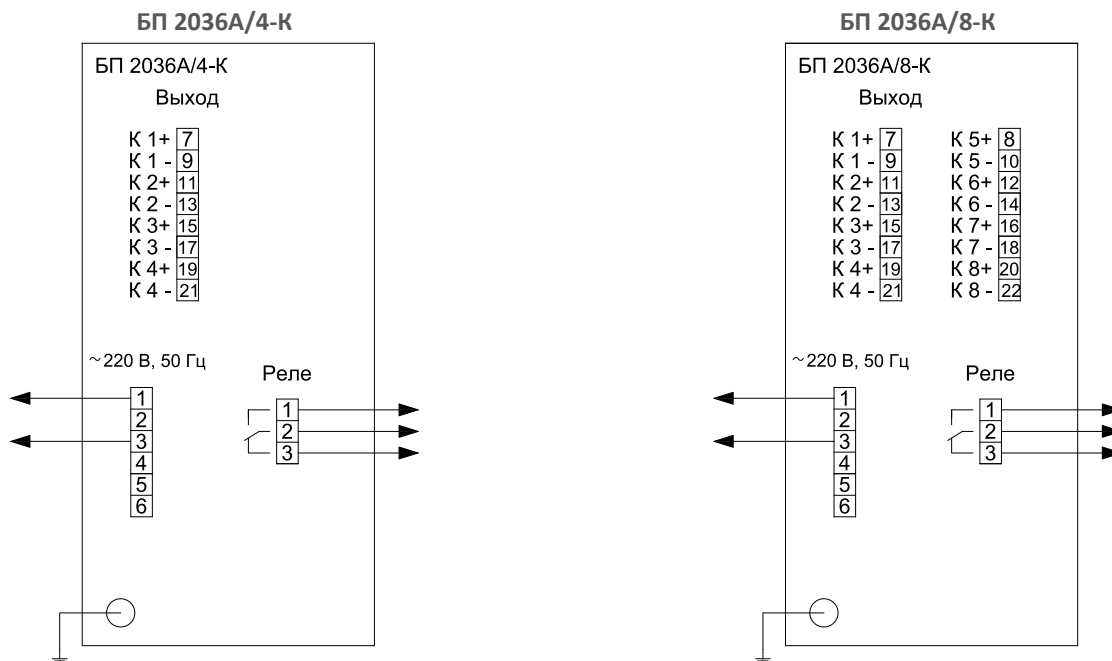 БП 2036А/4-К
БП 2036А/4-К
Выход
К 1+ 7
К 1 - 9
К 2+ 11
К 2 - 13
К 3+ 15
К 3 - 17
К 4+ 19
К 4 - 21
~220 В, 50 Гц
1
2
3
4
5
6
Реле
1
2
3
БП 2036А/8-К
БП 2036А/8-К
Выход
К 1+ 7
К 1 - 9
К 2+ 11
К 2 - 13
К 3+ 15
К 3 - 17
К 4+ 19
К 4 - 21
К 5+ 8
К 5 - 10
К 6+ 12
К 6 - 14
К 7+ 16
К 7 - 18
К 8+ 20
К 8 - 22
~220 В, 50 Гц
1
2
3
4
5
6
Реле
1
2
3